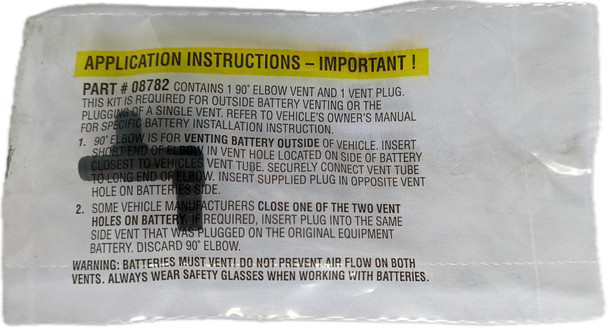 APPLICATION INSTRUCTIONS – IMPORTANT !
PART # 08782 CONTAINS 1 90° ELBOW VENT AND 1 VENT PLUG.
THIS KIT IS REQUIRED FOR OUTSIDE BATTERY VENTING OR THE
PLUGGING OF A SINGLE VENT. REFER TO VEHICLE'S OWNER'S MANUAL
FOR SPECIFIC BATTERY INSTALLATION INSTRUCTION.
1. 90° ELBOW IS FOR VENTING BATTERY OUTSIDE OF VEHICLE. INSERT
SHORT END OF ELBOW IN VENT HOLE LOCATED ON SIDE OF BATTERY
CLOSEST TO VEHICLES VENT TUBE. SECURELY CONNECT VENT TUBE
TO LONG END OF ELBOW. INSERT SUPPLIED PLUG IN OPPOSITE VENT
HOLE ON BATTERIES SIDE.
2. SOME VEHICLE MANUFACTURERS CLOSE ONE OF THE TWO VENT
HOLES ON BATTERY. IF REQUIRED, INSERT PLUG INTO THE SAME
SIDE VENT THAT WAS PLUGGED ON THE ORIGINAL EQUIPMENT
BATTERY. DISCARD 90° ELBOW.
WARNING: BATTERIES MUST VENT! DO NOT PREVENT AIR FLOW ON BOTH
VENTS. ALWAYS WEAR SAFETY GLASSES WHEN WORKING WITH BATTERIES.